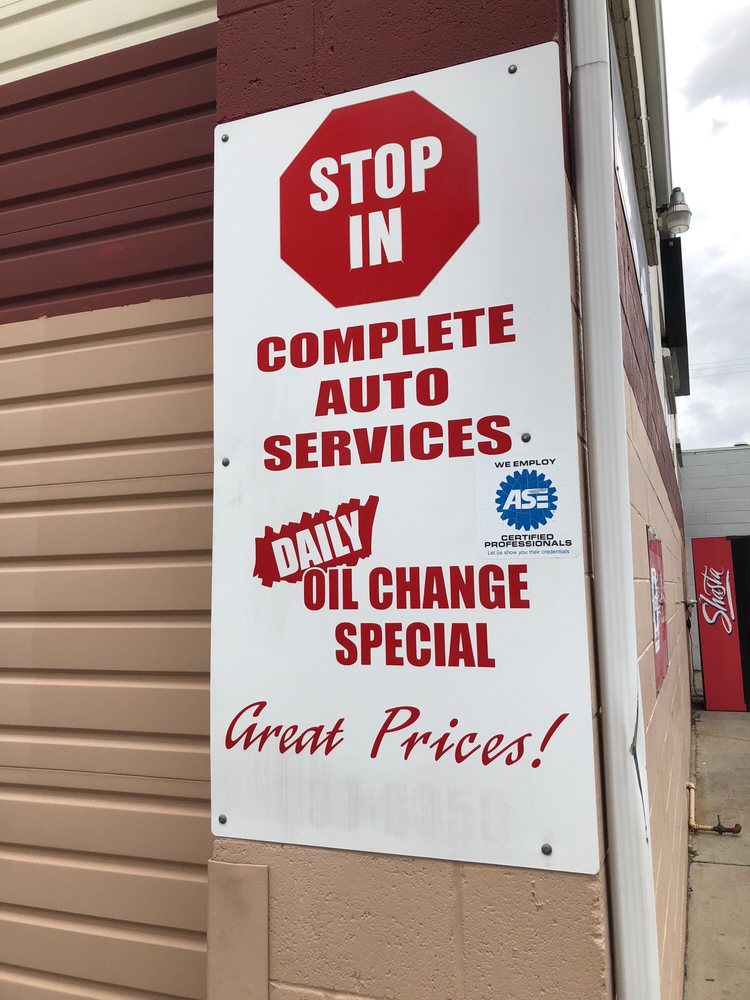 STOP
IN
COMPLETE
AUTO
SERVICES
WE EMPLOY
ASE
CERTIFIED
PROFESSIONALS
Let us show you their credentials
DAILY
OIL CHANGE
SPECIAL
Great Prices!
Shasta